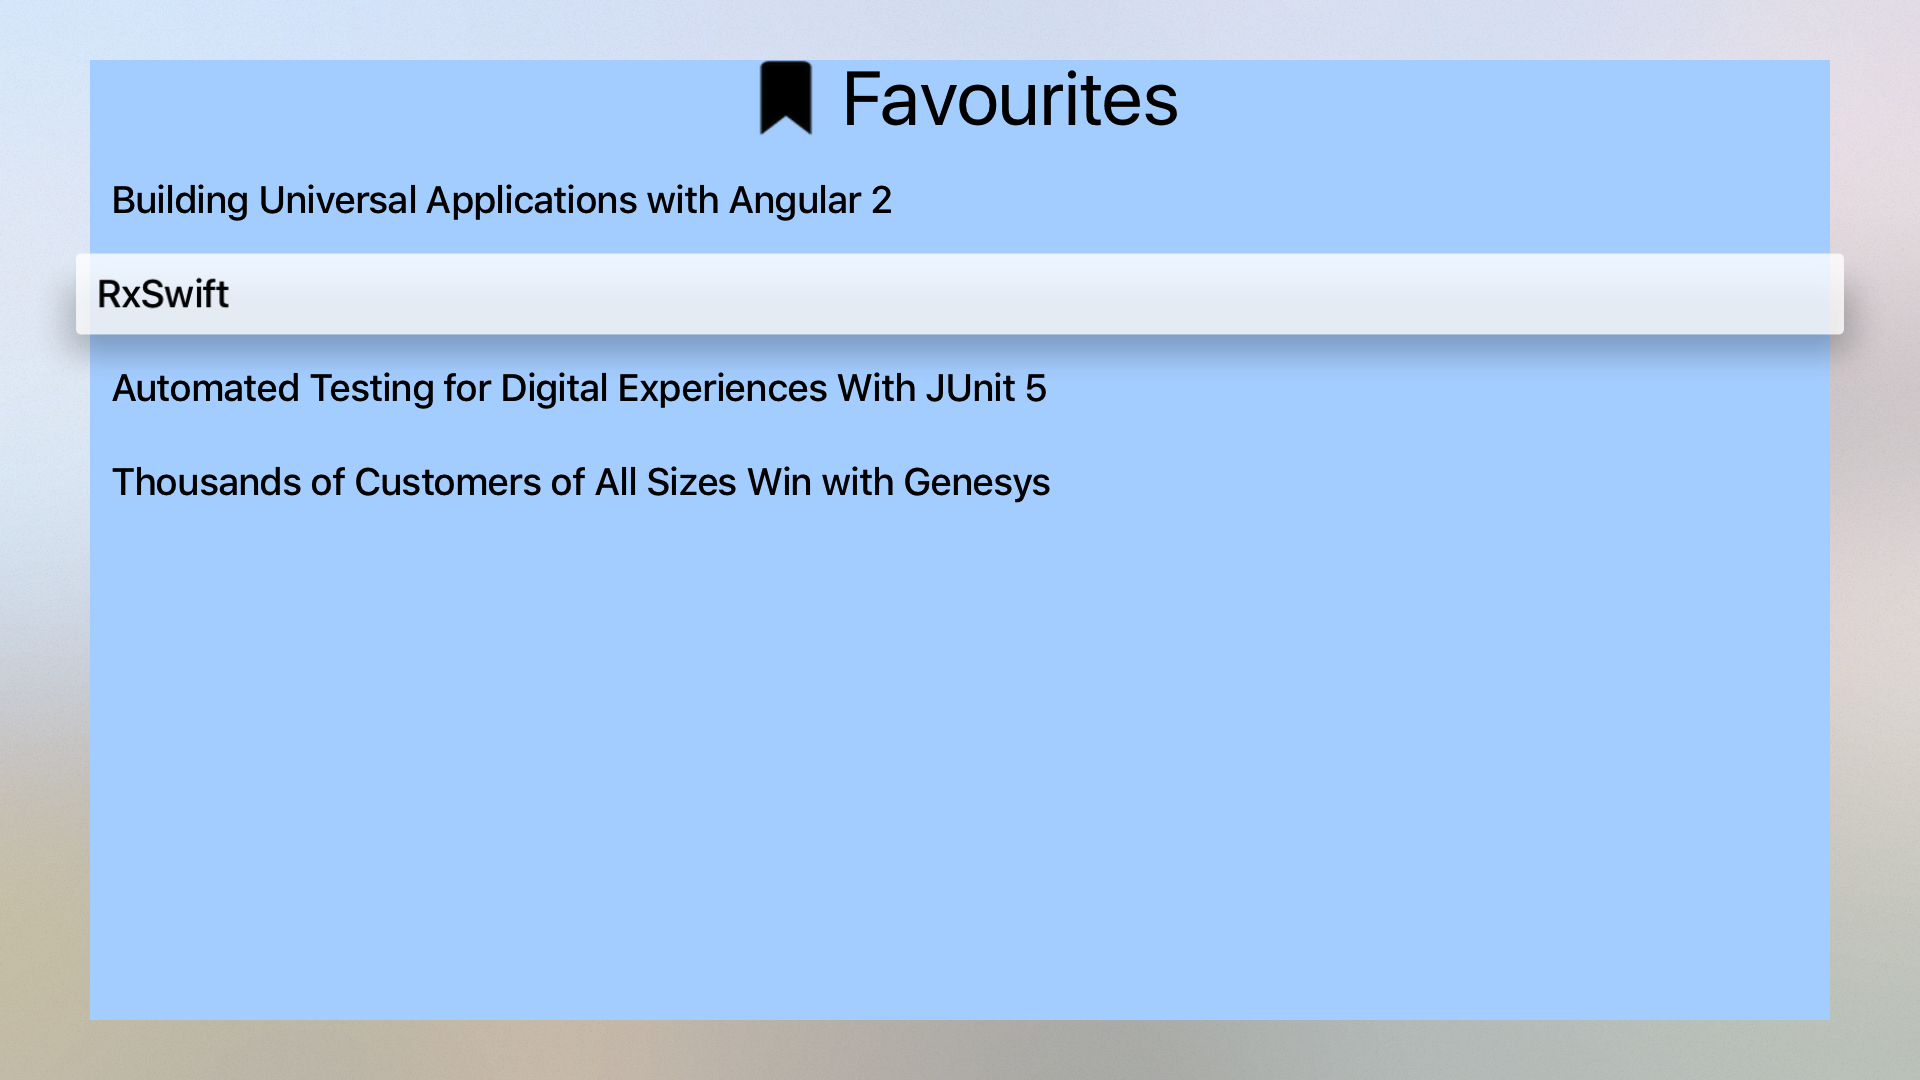 Favourites
Building Universal Applications with Angular 2
RxSwift
Automated Testing for Digital Experiences With JUnit 5
Thousands of Customers of All Sizes Win with Genesys